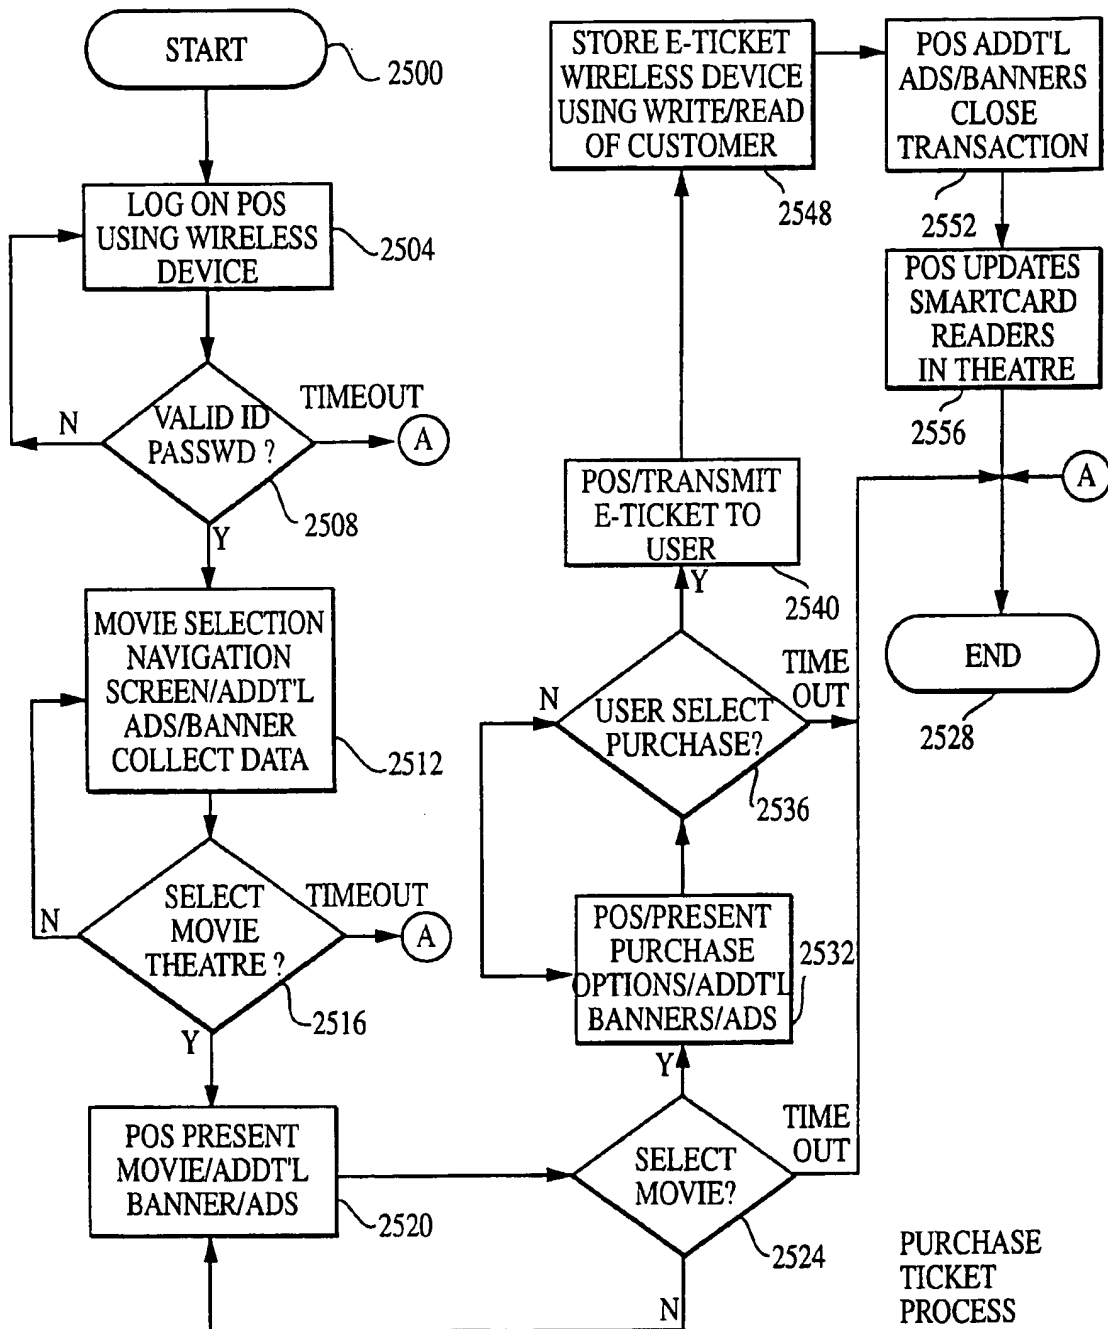 START
2500
LOG ON POS
USING WIRELESS
DEVICE
2504
VALID ID
PASSWD ?
N
TIMEOUT
A
2508
Y
MOVIE SELECTION
NAVIGATION
SCREEN/ADDT'L
ADS/BANNER
COLLECT DATA
2512
SELECT
MOVIE
THEATRE ?
N
TIMEOUT
A
2516
Y
POS PRESENT
MOVIE/ADDT'L
BANNER/ADS
2520
SELECT
MOVIE?
TIME
OUT
2524
N
Y
POS/PRESENT
PURCHASE
OPTIONS/ADDT'L
BANNERS/ADS
2532
USER SELECT
PURCHASE?
N
TIME
OUT
2536
Y
POS/TRANSMIT
E-TICKET TO
USER
2540
STORE E-TICKET
WIRELESS DEVICE
USING WRITE/READ
OF CUSTOMER
2548
POS ADDT'L
ADS/BANNERS
CLOSE
TRANSACTION
2552
POS UPDATES
SMARTCARD
READERS
IN THEATRE
2556
A
END
2528
PURCHASE
TICKET
PROCESS